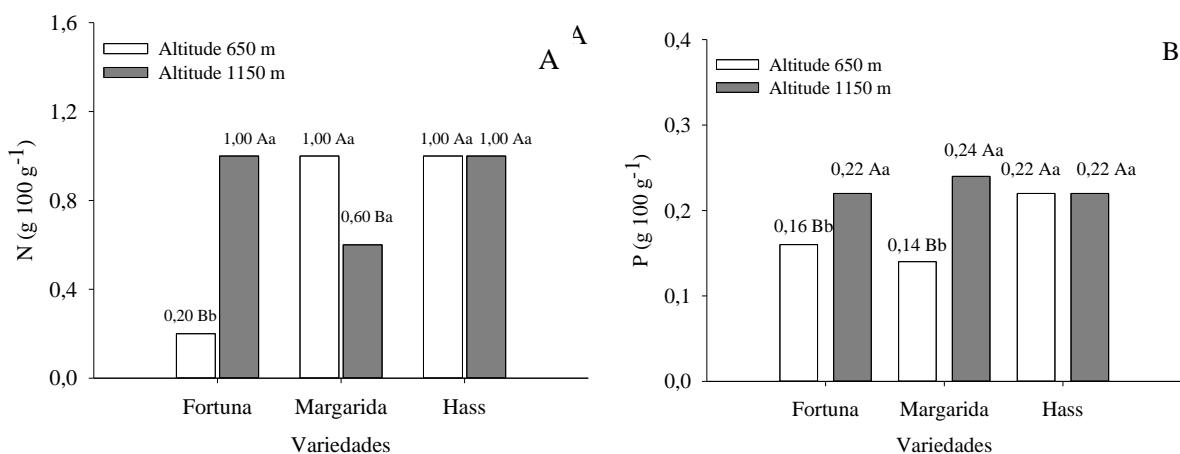 1,6
1,2
0,8
0,4
0,0
N (g 100 g-1)
Altitude 650 m
Altitude 1150 m
A
A
0,20 Bb
1,00 Aa
1,00 Aa
0,60 Ba
1,00 Aa
1,00 Aa
Fortuna
Margarida
Hass
Variedades
0,4
0,3
0,2
0,1
0,0
P (g 100 g-1)
Altitude 650 m
Altitude 1150 m
B
0,16 Bb
0,22 Aa
0,14 Bb
0,24 Aa
0,22 Aa
0,22 Aa
Fortuna
Margarida
Hass
Variedades